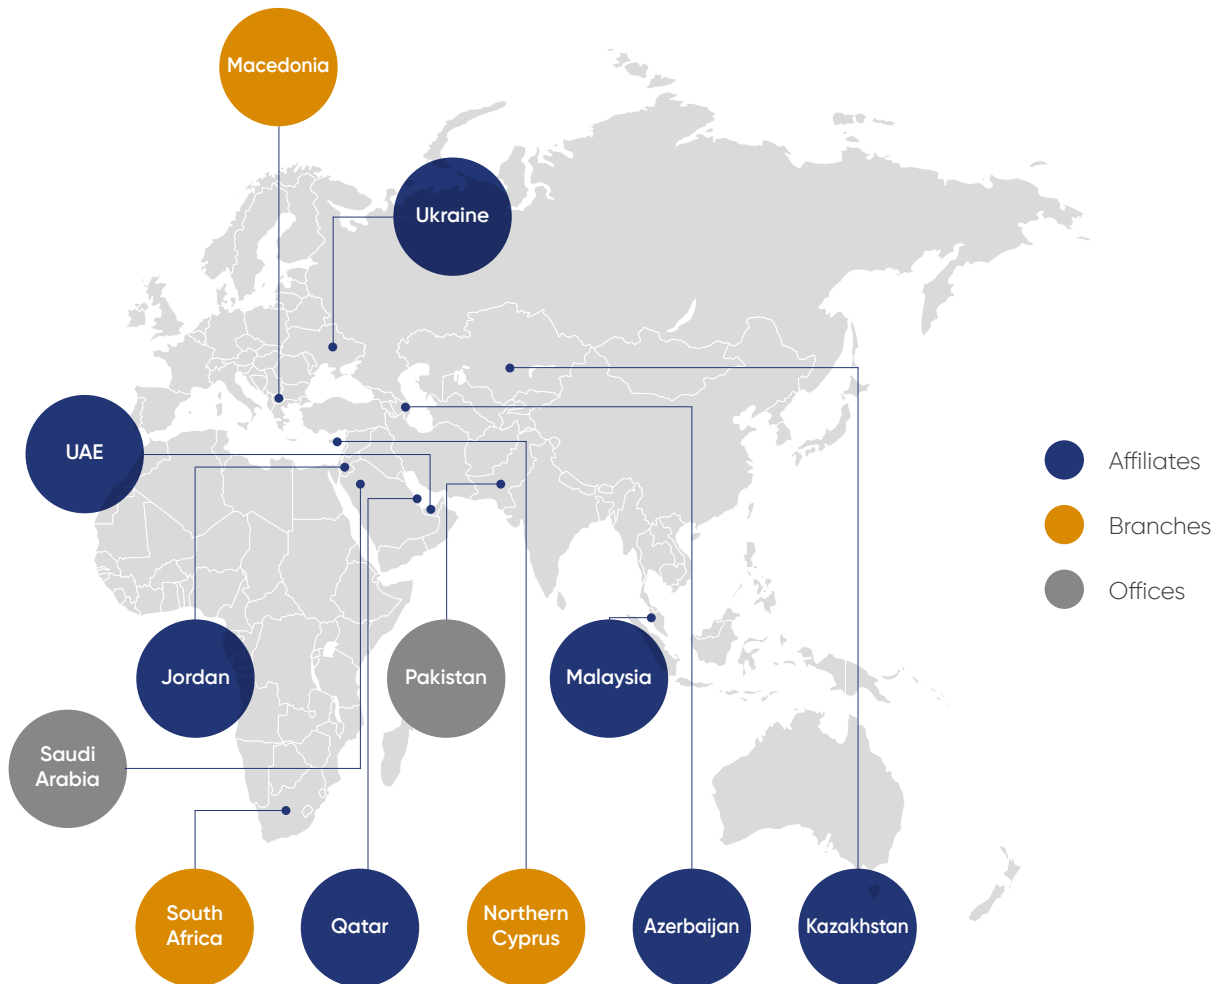 Macedonia
Ukraine
UAE
Affiliates
Branches
Offices
Jordan
Pakistan
Malaysia
Saudi
Arabia
South
Africa
Qatar
Northern
Cyprus
Azerbaijan
Kazakhstan